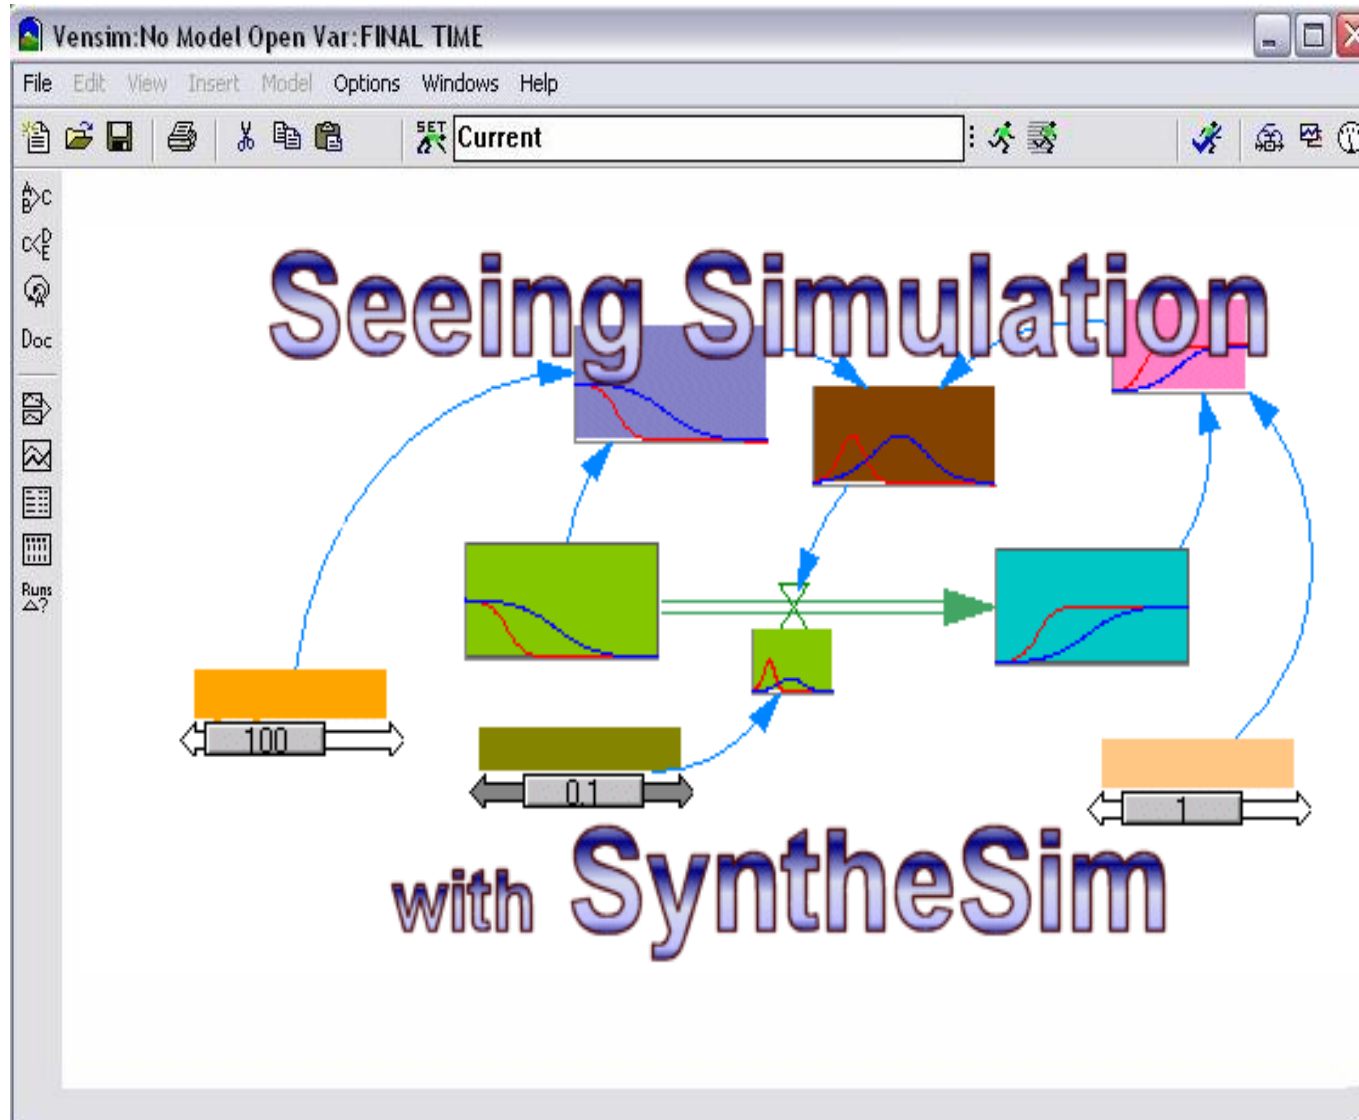 Vensim:No Model Open Var:FINAL TIME
File Edit View Insert Model Options Windows Help
SET Current
A B C
C D E
A
Doc
Runs
△?
Seeing Simulation
100
0.1
1
with SyntheSim